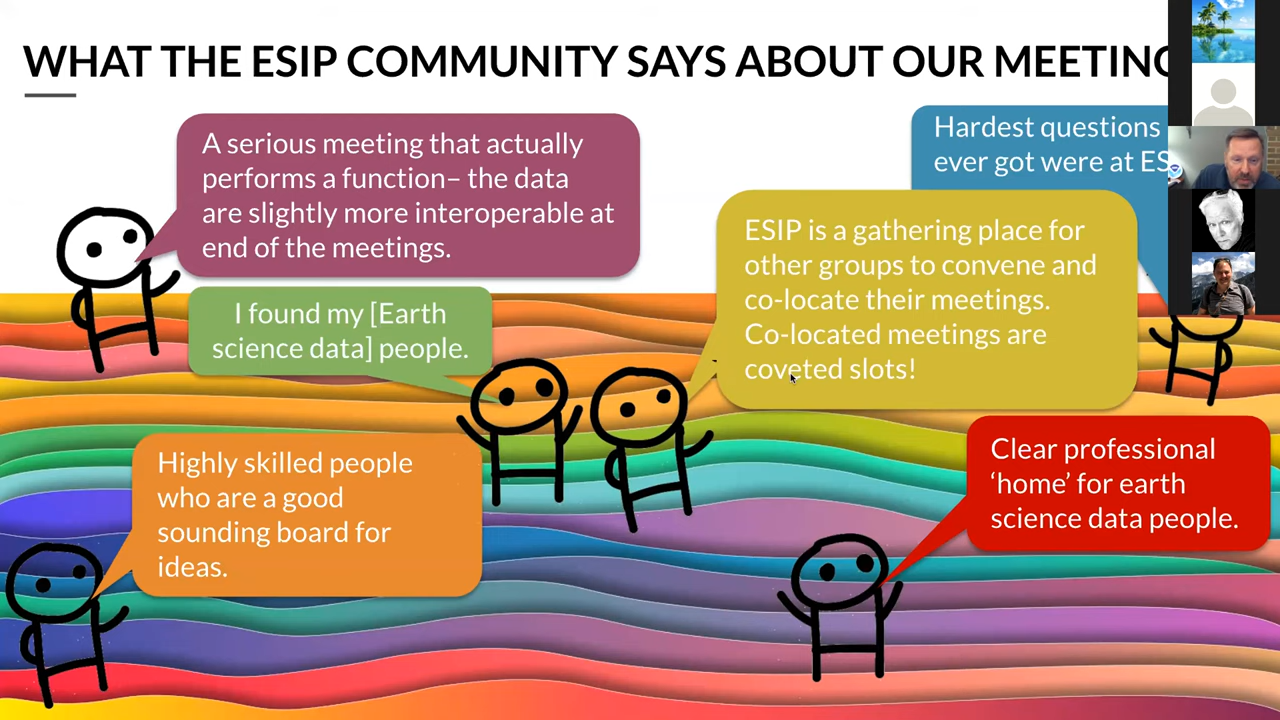 WHAT THE ESIP COMMUNITY SAYS ABOUT OUR
A serious meeting that actually
performs a function– the data
are slightly more interoperable at
end of the meetings.
Hardest questions
ever got were at
I found my [Earth
science data] people.
ESIP is a gathering place for
other groups to convene and
co-locate their meetings.
Co-located meetings are
coveted slots!
Highly skilled people
who are a good
sounding board for
ideas.
Clear professional
‘home’ for earth
science data people.